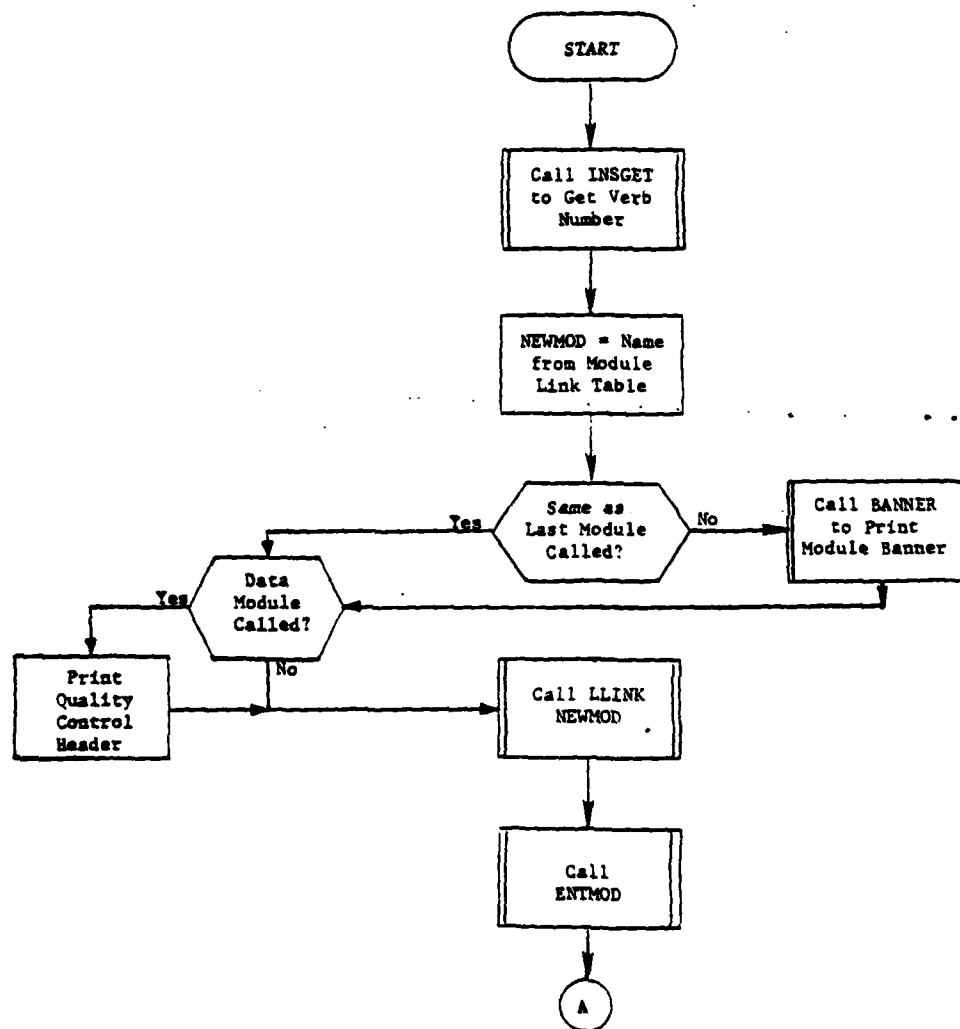 START
Call INSGET
to Get Verb
Number
NEWMOD = Name
from Module
Link Table
Same as
Last Module
Called?
Yes
No
Call BANNER
to Print
Module Banner
Data
Module
Called?
Yes
No
Print
Quality
Control
Header
Call LLINK
NEWMOD
Call
ENTMOD
A